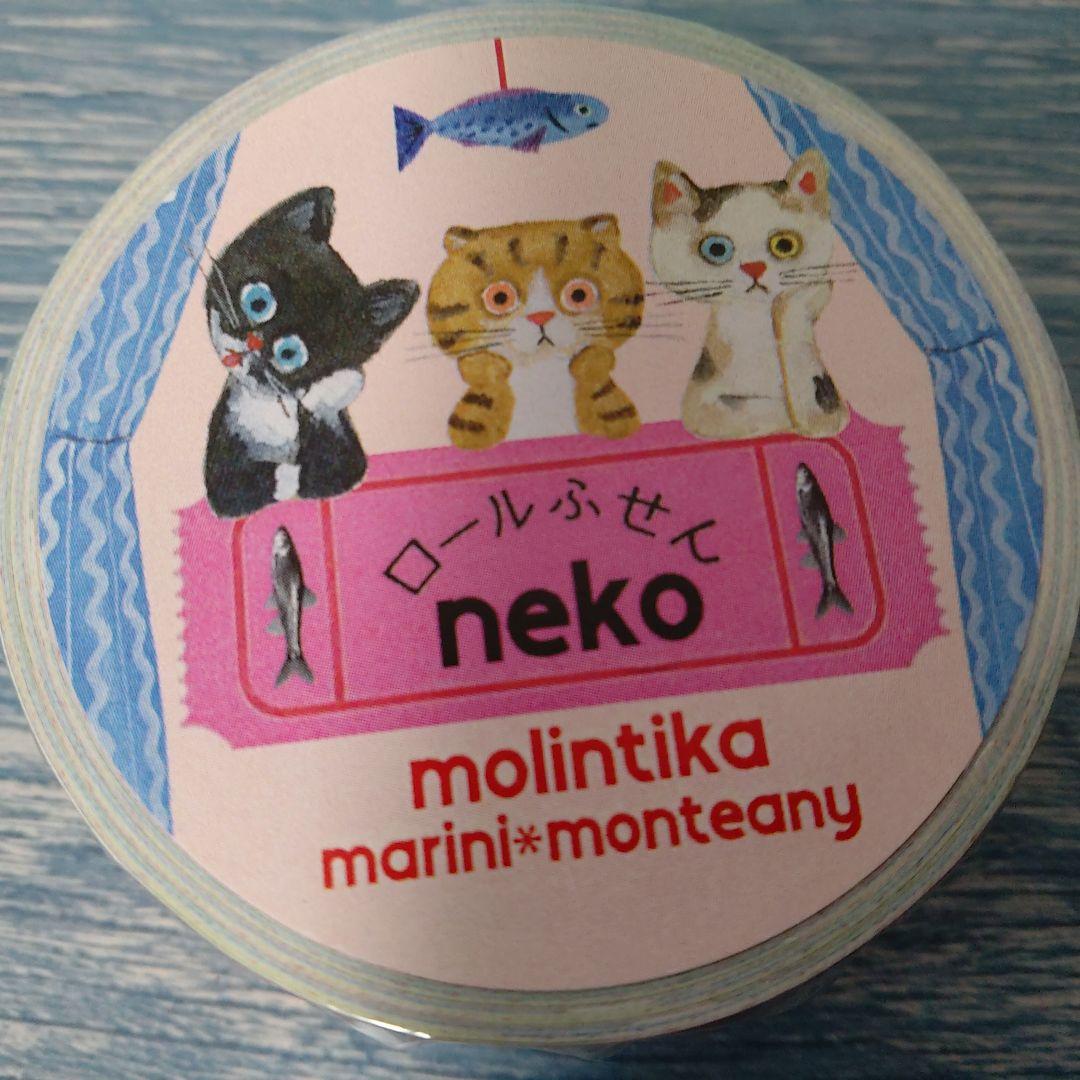 ロールふせん
neko
molintika
marini*monteany